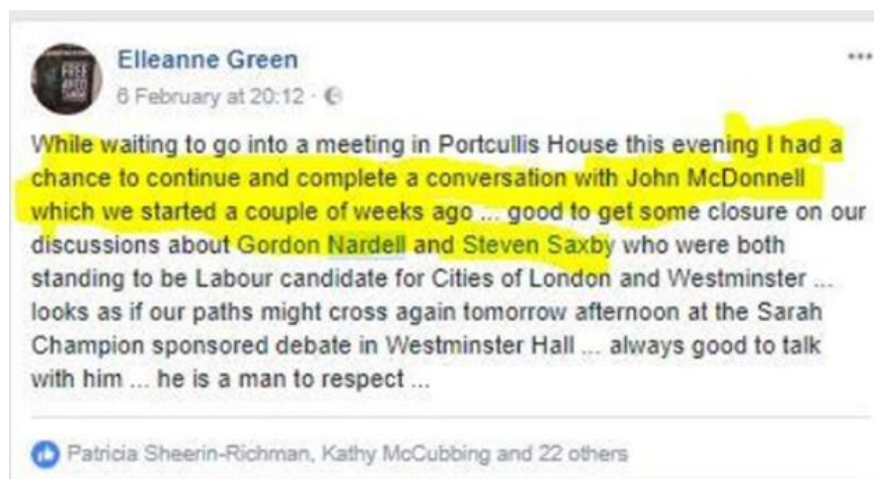 Elleanne Green
6 February at 20:12 ·
While waiting to go into a meeting in Portcullis House this evening I had a
chance to continue and complete a conversation with John McDonnell
which we started a couple of weeks ago ... good to get some closure on our
discussions about Gordon Nardell and Steven Saxby who were both
standing to be Labour candidate for Cities of London and Westminster ...
looks as if our paths might cross again tomorrow afternoon at the Sarah
Champion sponsored debate in Westminster Hall ... always good to talk
with him ... he is a man to respect ...
Patricia Sheerin-Richman, Kathy McCubbing and 22 others